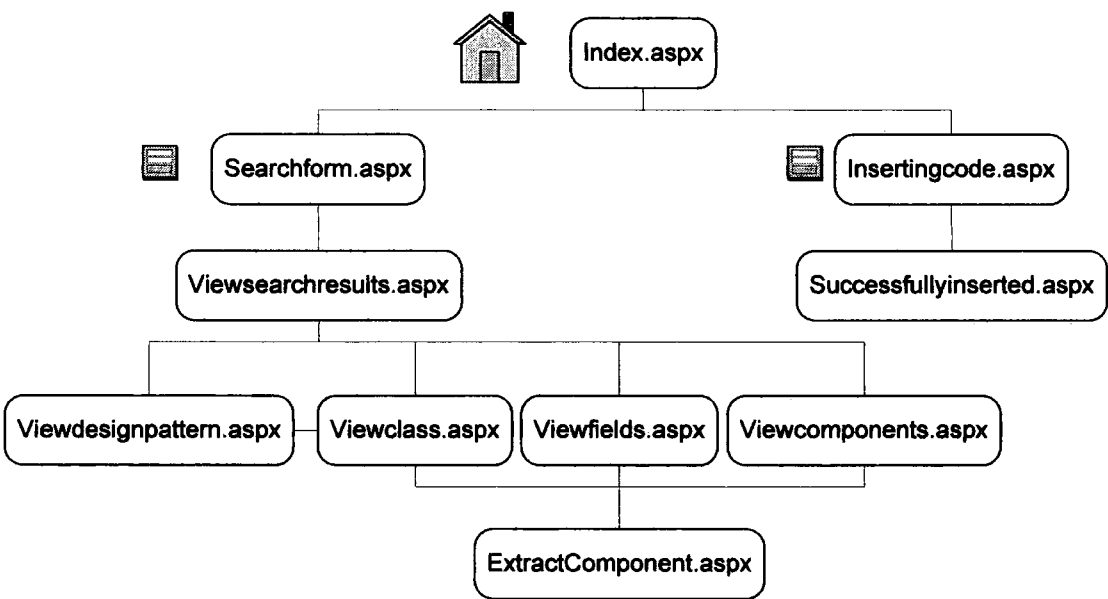 Index.aspx
Searchform.aspx
Insertingcode.aspx
Viewsearchresults.aspx
Successfullyinserted.aspx
Viewdesignpattern.aspx
Viewclass.aspx
Viewfields.aspx
Viewcomponents.aspx
ExtractComponent.aspx